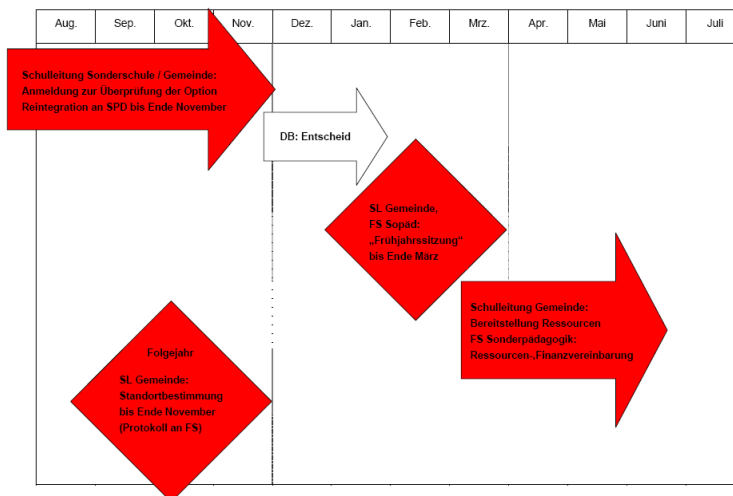 Aug. Sep. Okt. Nov. Dez. Jan. Feb. Mrz. Apr. Mai Juni Juli
Schulleitung Sonderschule / Gemeinde:
Anmeldung zur Überprüfung der Option
Reintegration an SPD bis Ende November
DB: Entscheid
SL Gemeinde,
FS Sopäd:
„Frühjahrssitzung“
bis Ende März
Schulleitung Gemeinde:
Bereitstellung Ressourcen
FS Sonderpädagogik:
Ressourcen-,Finanzvereinbarung
Folgejahr
SL Gemeinde:
Standortbestimmung
bis Ende November
(Protokoll an FS)